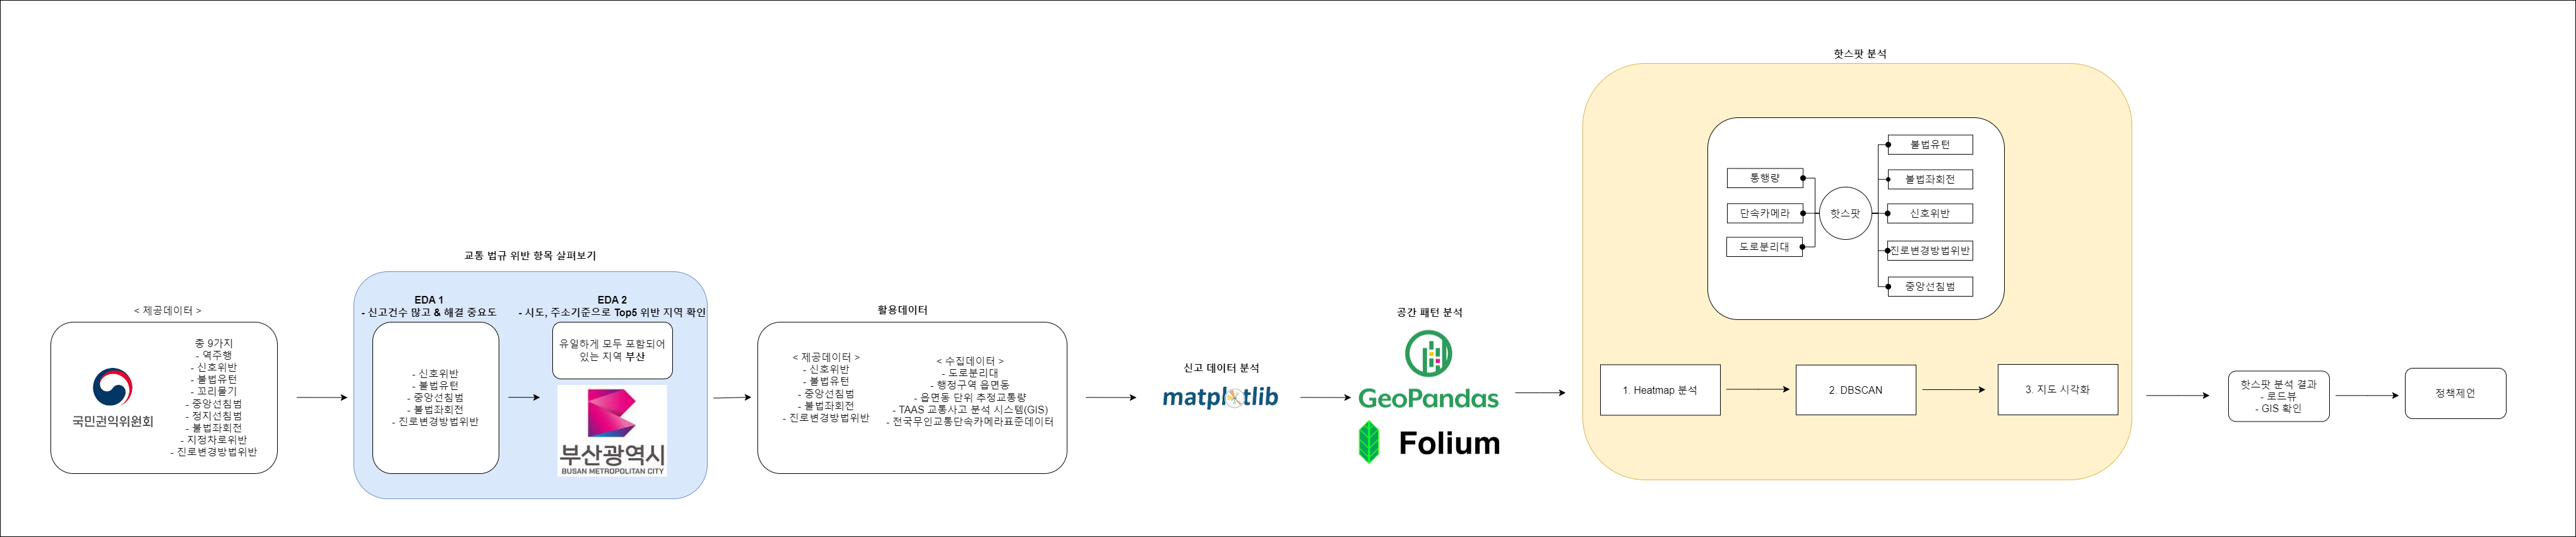 < 제공데이터 >
국민권익위원회
총 9가지
- 역주행
- 신호위반
- 불법유턴
- 꼬리물기
- 중앙선침범
- 정지선침범
- 불법좌회전
- 지정차로위반
- 진로변경방법위반
교통 법규 위반 항목 살펴보기
EDA 1
- 신고건수 많고 & 해결 중요도
- 신호위반
- 불법유턴
- 중앙선침범
- 불법좌회전
- 진로변경방법위반
EDA 2
- 시도, 주소기준으로 Top5 위반 지역 확인
유일하게 모두 포함되어
있는 지역 부산
부산광역시
BUSAN METROPOLITAN CITY
활용데이터
< 제공데이터 >
- 신호위반
- 불법유턴
- 중앙선침범
- 불법좌회전
- 진로변경방법위반
< 수집데이터 >
- 도로분리대
- 행정구역 읍면동
- 읍면동 단위 추정교통량
- TAAS 교통사고 분석 시스템(GIS)
- 전국무인교통단속카메라표준데이터
신고 데이터 분석
matplotlib
공간 패턴 분석
GeoPandas
Folium
핫스팟 분석
통행량
단속카메라
도로분리대
핫스팟
불법유턴
불법좌회전
신호위반
진로변경방법위반
중앙선침범
1. Heatmap 분석
2. DBSCAN
3. 지도 시각화
핫스팟 분석 결과
- 로드뷰
- GIS 확인
정책제언